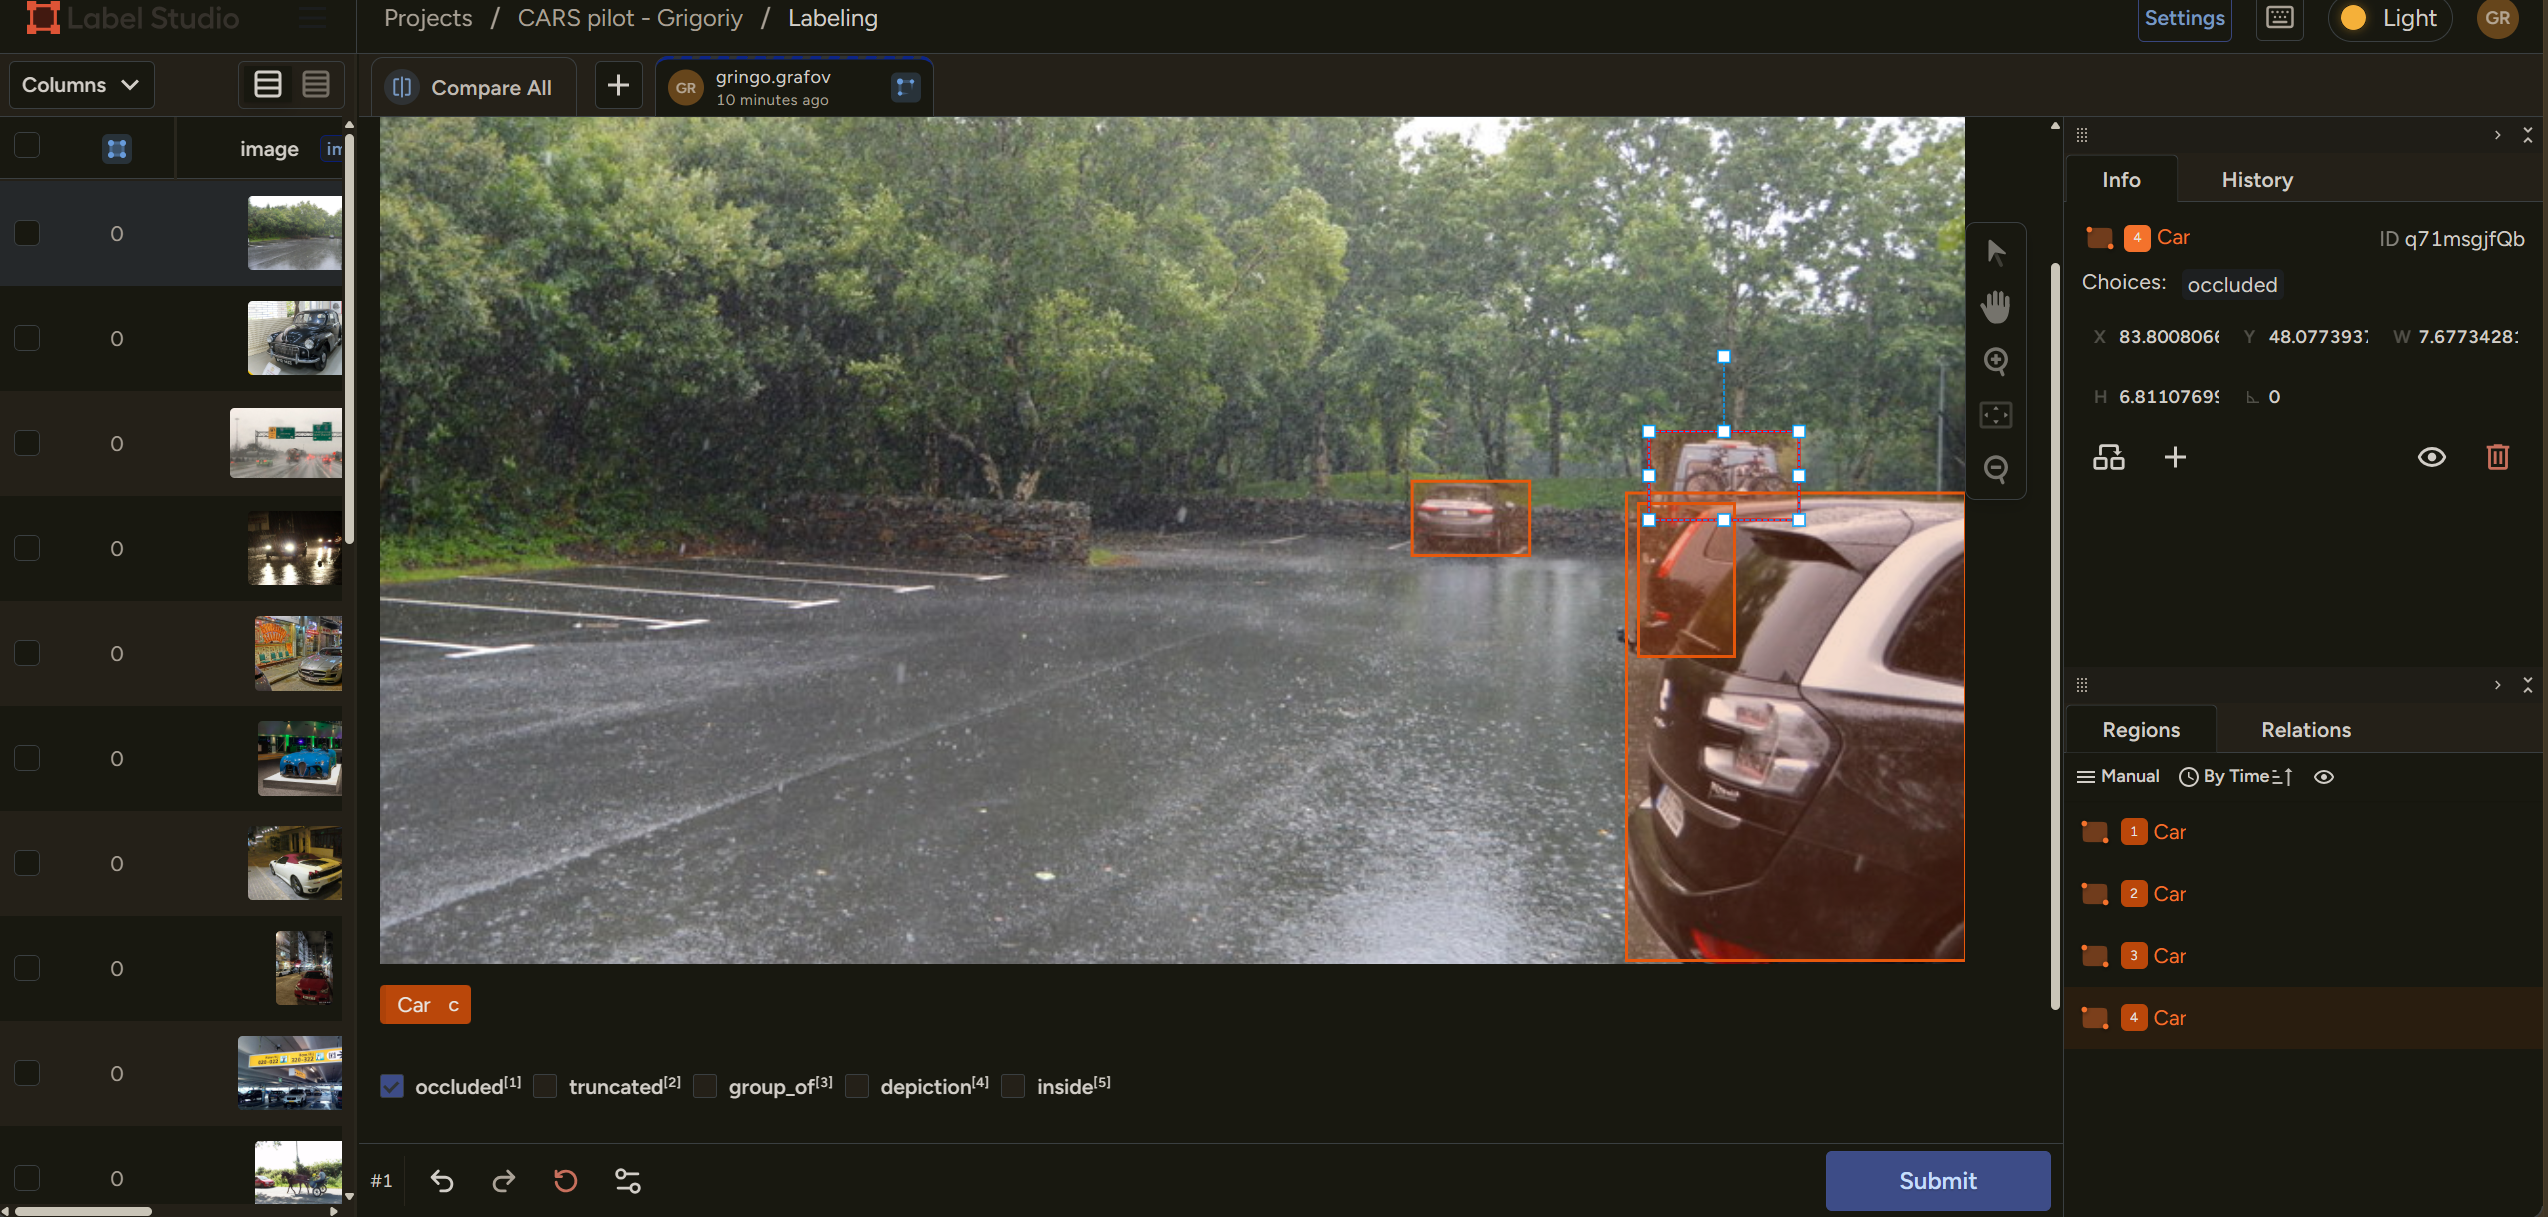 Label Studio
Projects / CARS pilot - Grigoriy / Labeling
Settings
Light
GR
Columns
Compare All
GR
gringo.grafov
10 minutes ago
image
im
0
0
0
0
0
0
0
0
0
0
Info
History
4 Car
ID q71msgjfQb
Choices: occluded
X 83.8008066
Y 48.0773937
W 7.6773428
H 6.8110769
0
Regions
Relations
Manual
By Time
1 Car
2 Car
3 Car
4 Car
Car c
occluded[1] truncated[2] group_of[3] depiction[4] inside[5]
#1
Submit